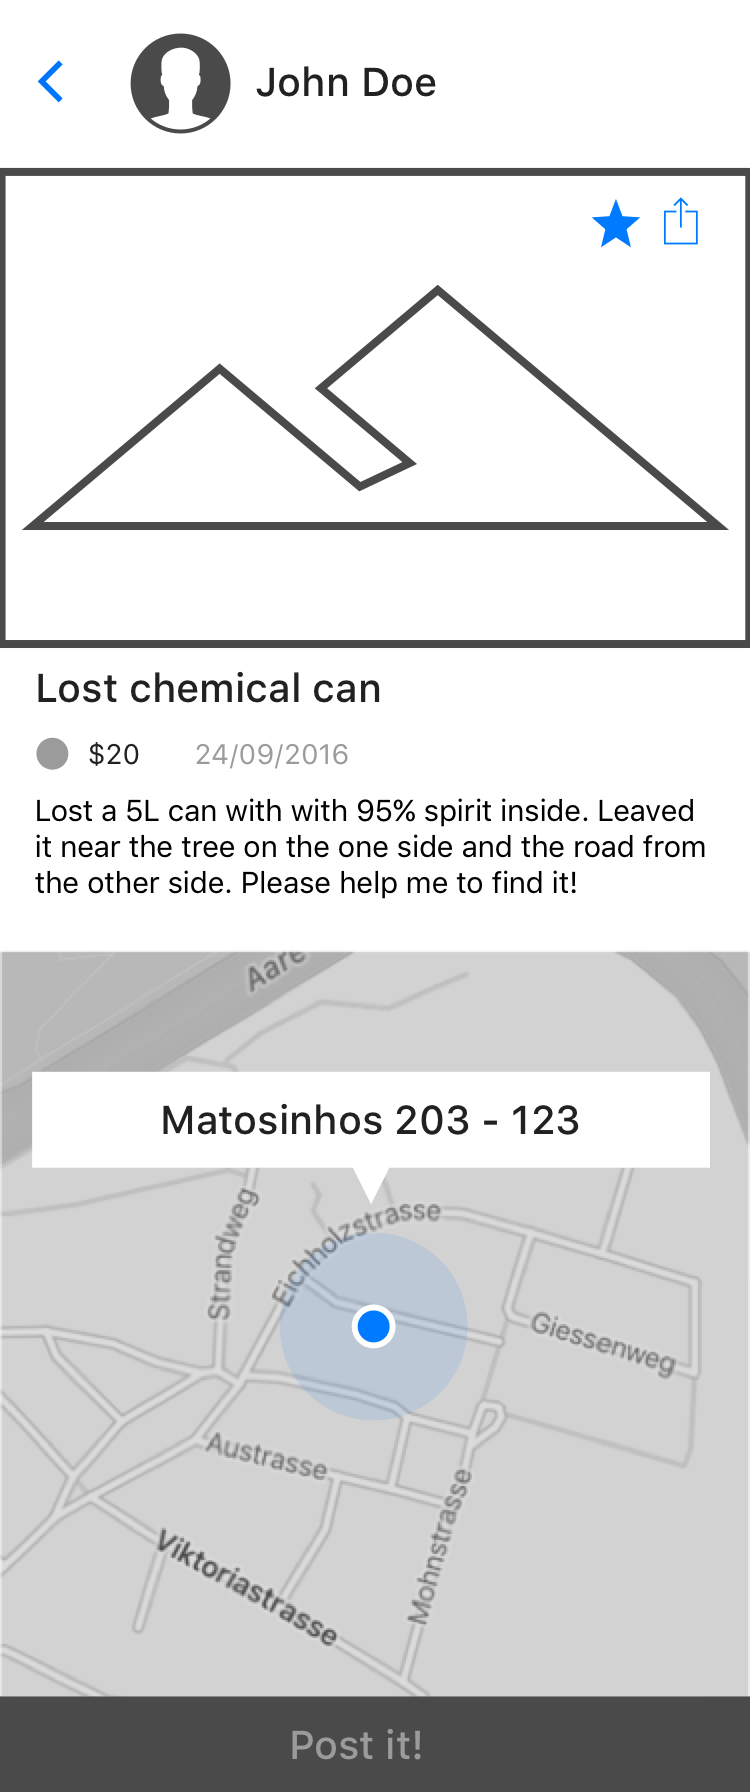 John Doe
Lost chemical can
$20 24/09/2016
Lost a 5L can with with 95% spirit inside. Leaved
it near the tree on the one side and the road from
the other side. Please help me to find it!
Aare
Matosinhos 203 - 123
Strandweg
Eichholzstrasse
Giessenweg
Austrasse
Mohnstrasse
Viktoriastrasse
Post it!